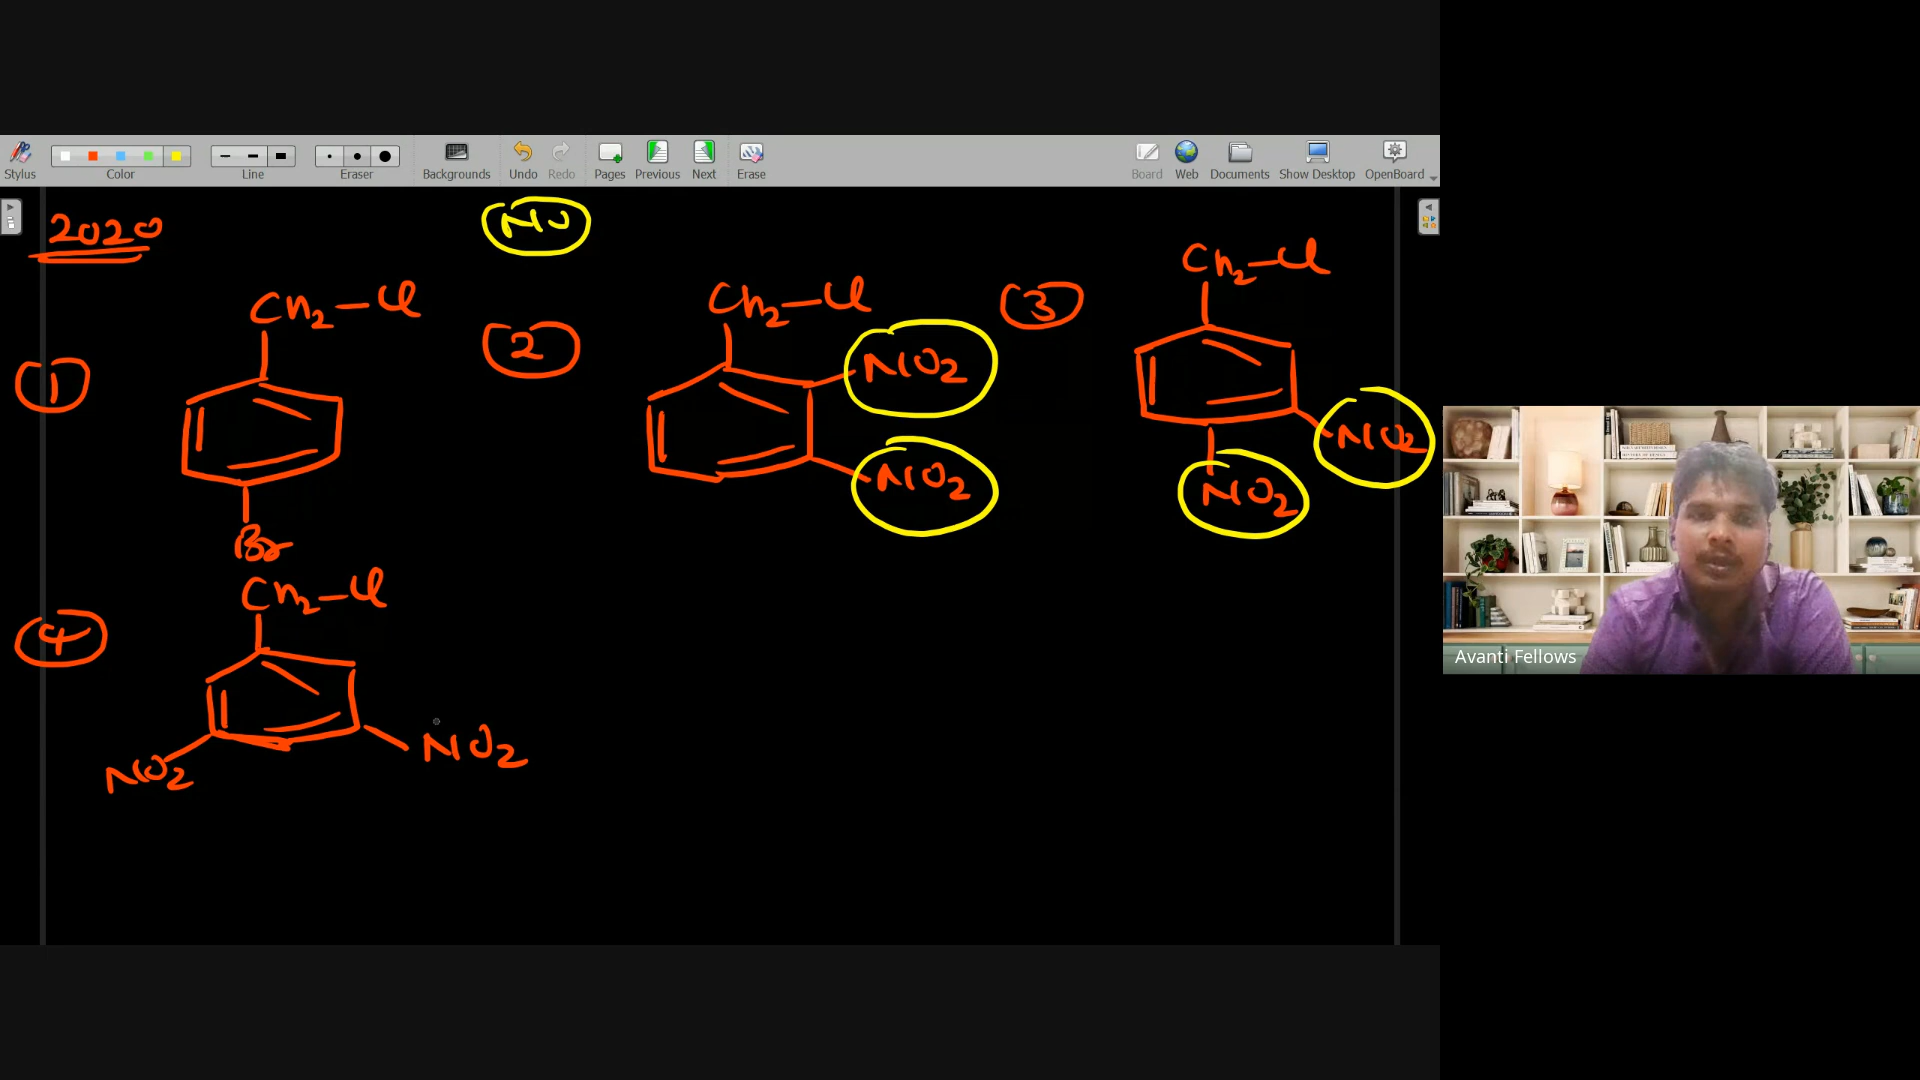 Stylus Color Line Eraser Backgrounds Undo Redo Pages Previous Next Erase Board Web Documents Show Desktop OpenBoard
2020
NO
1
CH2-Cl
Br
2
CH2-Cl
NO2
NO2
3
CH2-Cl
NO2
NO2
4
CH2-Cl
NO2
NO2
Avanti Fellows